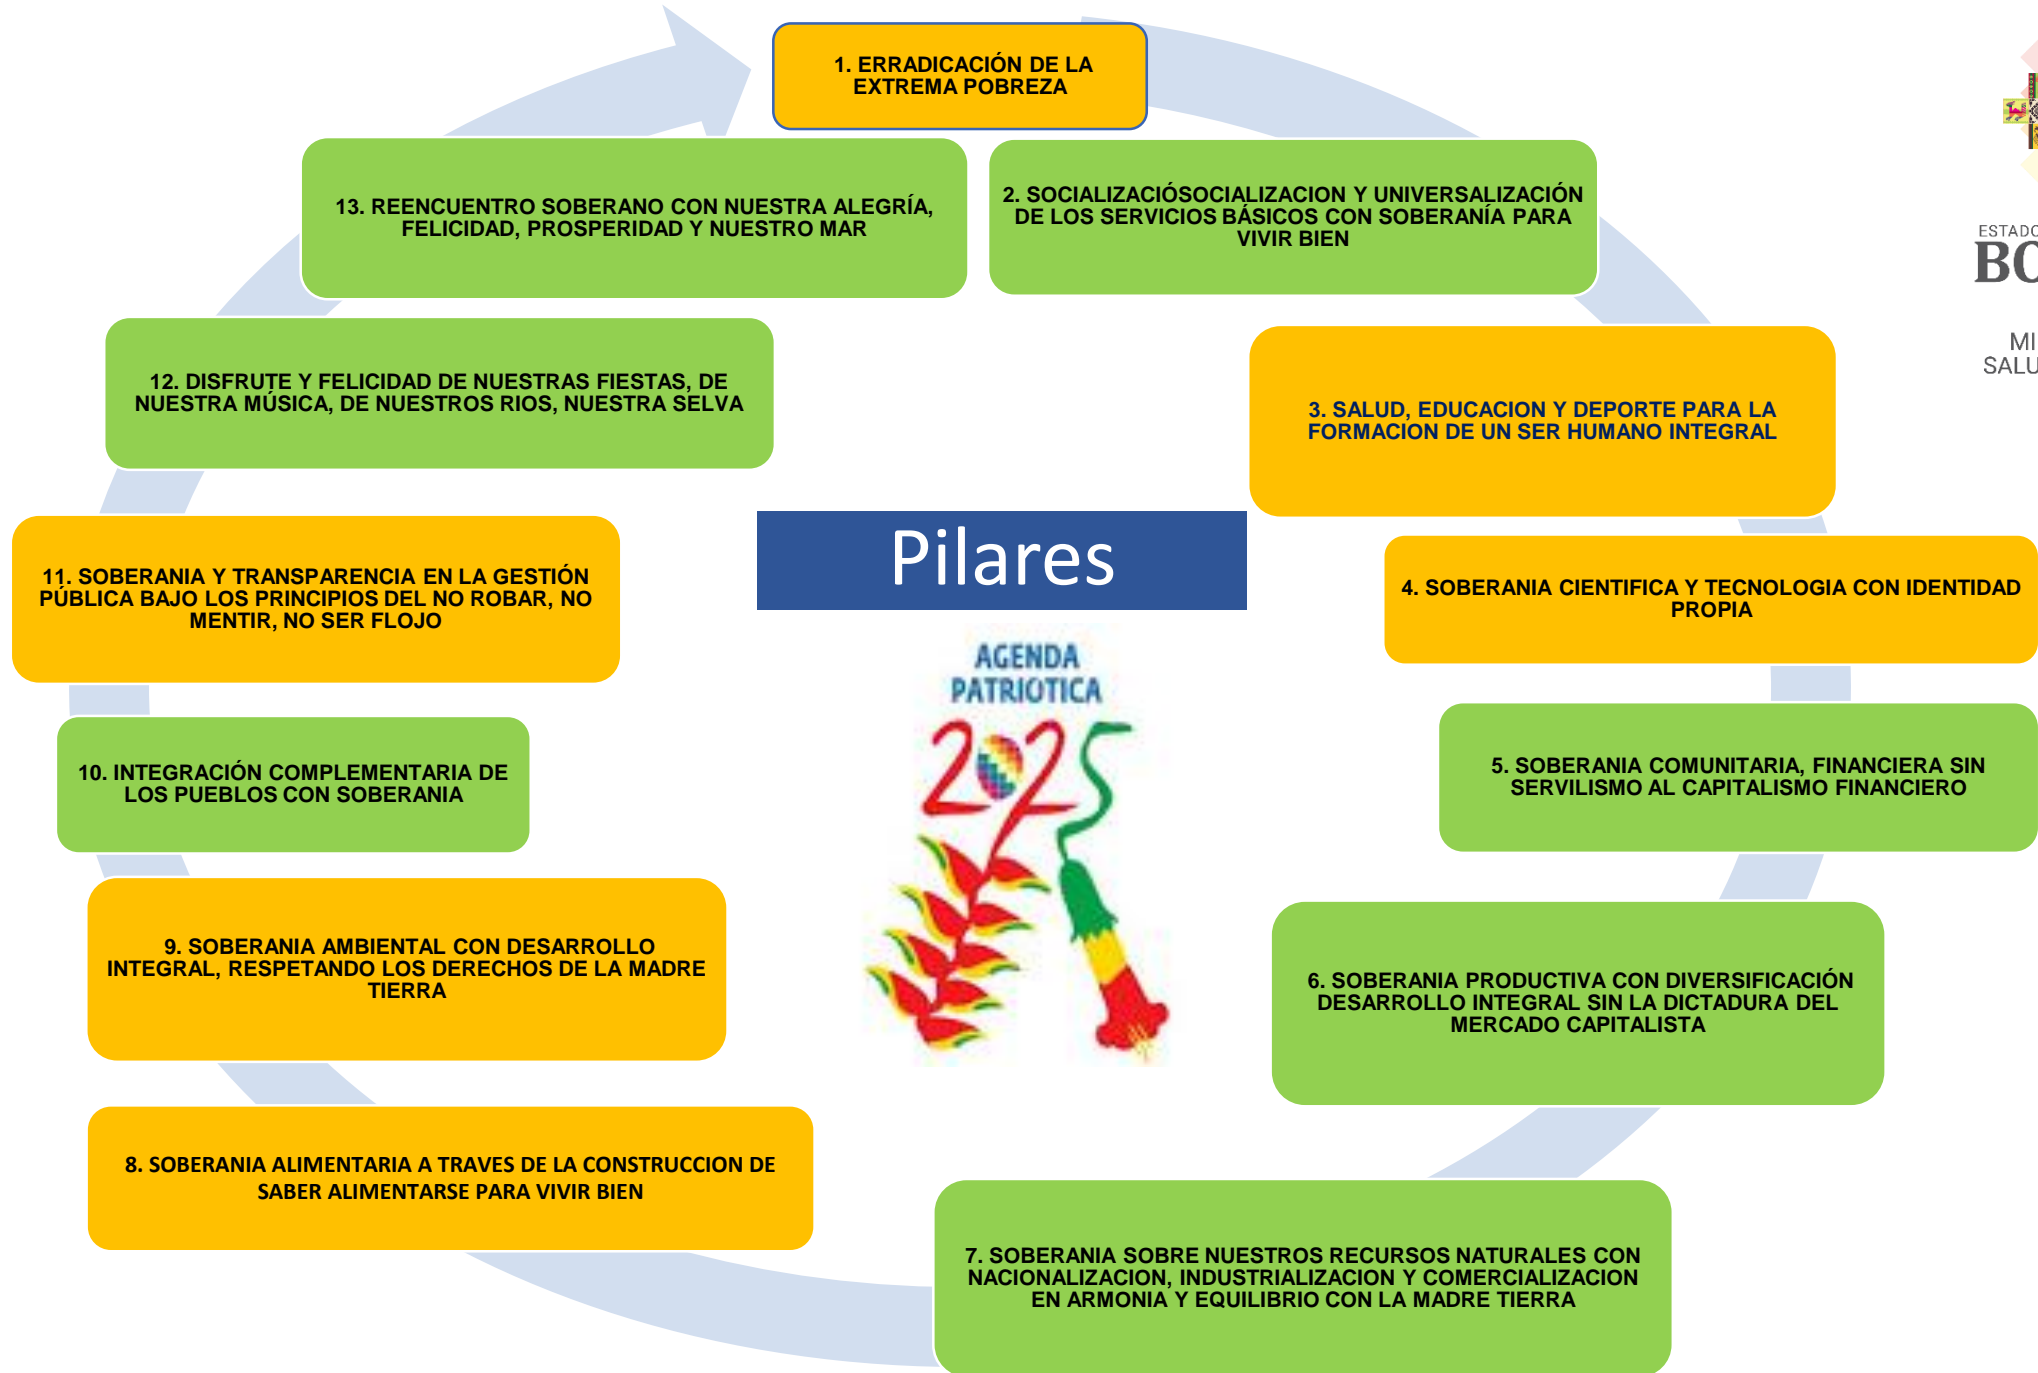 1. ERRADICACIÓN DE LA
EXTREMA POBREZA
2. SOCIALIZACIÓSOCIALIZACION Y UNIVERSALIZACIÓN
DE LOS SERVICIOS BÁSICOS CON SOBERANÍA PARA
VIVIR BIEN
3. SALUD, EDUCACION Y DEPORTE PARA LA
FORMACION DE UN SER HUMANO INTEGRAL
4. SOBERANIA CIENTIFICA Y TECNOLOGIA CON IDENTIDAD
PROPIA
5. SOBERANIA COMUNITARIA, FINANCIERA SIN
SERVILISMO AL CAPITALISMO FINANCIERO
6. SOBERANIA PRODUCTIVA CON DIVERSIFICACIÓN
DESARROLLO INTEGRAL SIN LA DICTADURA DEL
MERCADO CAPITALISTA
7. SOBERANIA SOBRE NUESTROS RECURSOS NATURALES CON
NACIONALIZACION, INDUSTRIALIZACION Y COMERCIALIZACION
EN ARMONIA Y EQUILIBRIO CON LA MADRE TIERRA
8. SOBERANIA ALIMENTARIA A TRAVES DE LA CONSTRUCCION DE
SABER ALIMENTARSE PARA VIVIR BIEN
9. SOBERANIA AMBIENTAL CON DESARROLLO
INTEGRAL, RESPETANDO LOS DERECHOS DE LA MADRE
TIERRA
10. INTEGRACIÓN COMPLEMENTARIA DE
LOS PUEBLOS CON SOBERANIA
11. SOBERANIA Y TRANSPARENCIA EN LA GESTIÓN
PÚBLICA BAJO LOS PRINCIPIOS DEL NO ROBAR, NO
MENTIR, NO SER FLOJO
12. DISFRUTE Y FELICIDAD DE NUESTRAS FIESTAS, DE
NUESTRA MÚSICA, DE NUESTROS RIOS, NUESTRA SELVA
13. REENCUENTRO SOBERANO CON NUESTRA ALEGRÍA,
FELICIDAD, PROSPERIDAD Y NUESTRO MAR
Pilares
AGENDA
PATRIOTICA
2025
ESTADO
BO
MI
SALU